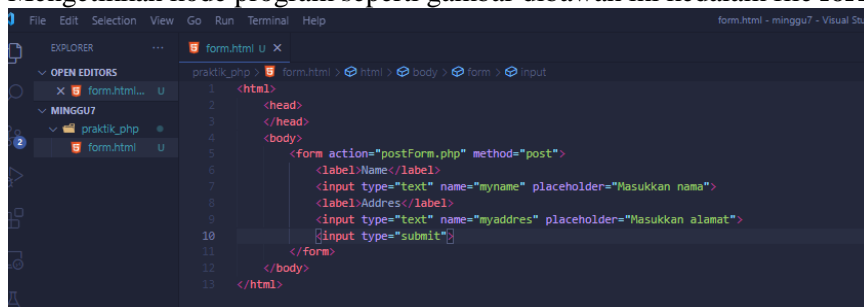 Mengetikkan kode program seperti gambar dibawah ini kedalam file form
File Edit Selection View Go Run Terminal Help form.html - minggu7 - Visual Stu
EXPLORER ... form.html U X
OPEN EDITORS praktik_php > form.html > html > body > form > input
X form.html... U 1 <html>
MINGGU7 2 <head>
praktik_php 3 </head>
form.html U 4 <body>
5 <form action="postForm.php" method="post">
6 <label>Name</label>
7 <input type="text" name="myname" placeholder="Masukkan nama">
8 <label>Addres</label>
9 <input type="text" name="myaddres" placeholder="Masukkan alamat">
10 <input type="submit">
11 </form>
12 </body>
13 </html>
2